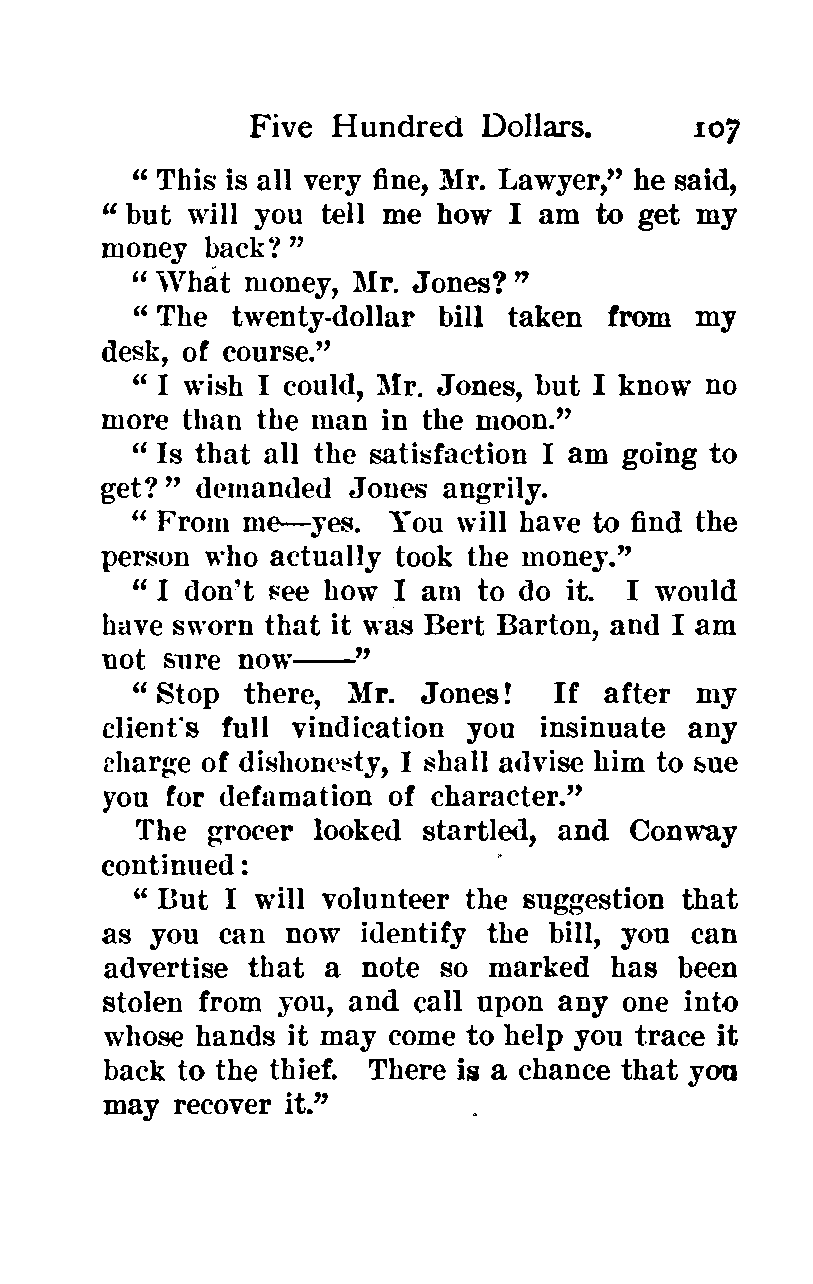 Five Hundred Dollars. 107
“ This is all very fine, Mr. Lawyer,” he said,
“ but will you tell me how I am to get my
money back? ”
“ What money, Mr. Jones? ”
“ The twenty-dollar bill taken from my
desk, of course.”
“ I wish I could, Mr. Jones, but I know no
more than the man in the moon.”
“ Is that all the satisfaction I am going to
get? ” demanded Jones angrily.
“ From me—yes. You will have to find the
person who actually took the money.”
“ I don’t see how I am to do it. I would
have sworn that it was Bert Barton, and I am
not sure now——”
“ Stop there, Mr. Jones! If after my
client's full vindication you insinuate any
charge of dishonesty, I shall advise him to sue
you for defamation of character.”
The grocer looked startled, and Conway
continued :
“ But I will volunteer the suggestion that
as you can now identify the bill, you can
advertise that a note so marked has been
stolen from you, and call upon any one into
whose hands it may come to help you trace it
back to the thief. There is a chance that you
may recover it.”